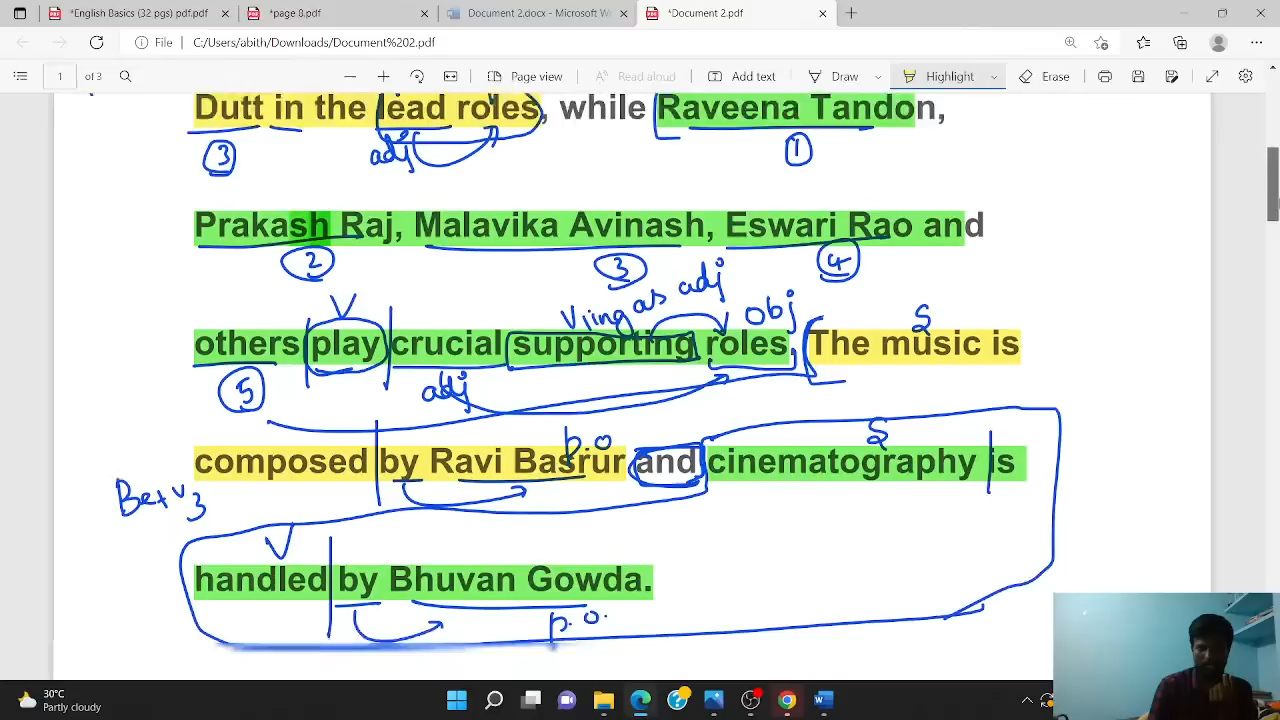 *English Basics (32 pgs) pdf.pdf
*page 8.pdf
Document 2.docx - Microsoft W
*Document 2.pdf
File
C:/Users/abith/Downloads/Document%202.pdf
1 of 3
Page view
Read aloud
Add text
Draw
Highlight
Erase
Dutt in the lead roles, while Raveena Tandon,
3 adj 1
Prakash Raj, Malavika Avinash, Eswari Rao and
2 3 4
V Ving as adj obj S
others play crucial supporting roles. The music is
5 adj
p.o S
composed by Ravi Basrur and cinematography is
Be+V3
V
handled by Bhuvan Gowda.
p.o.
30°C
Partly cloudy